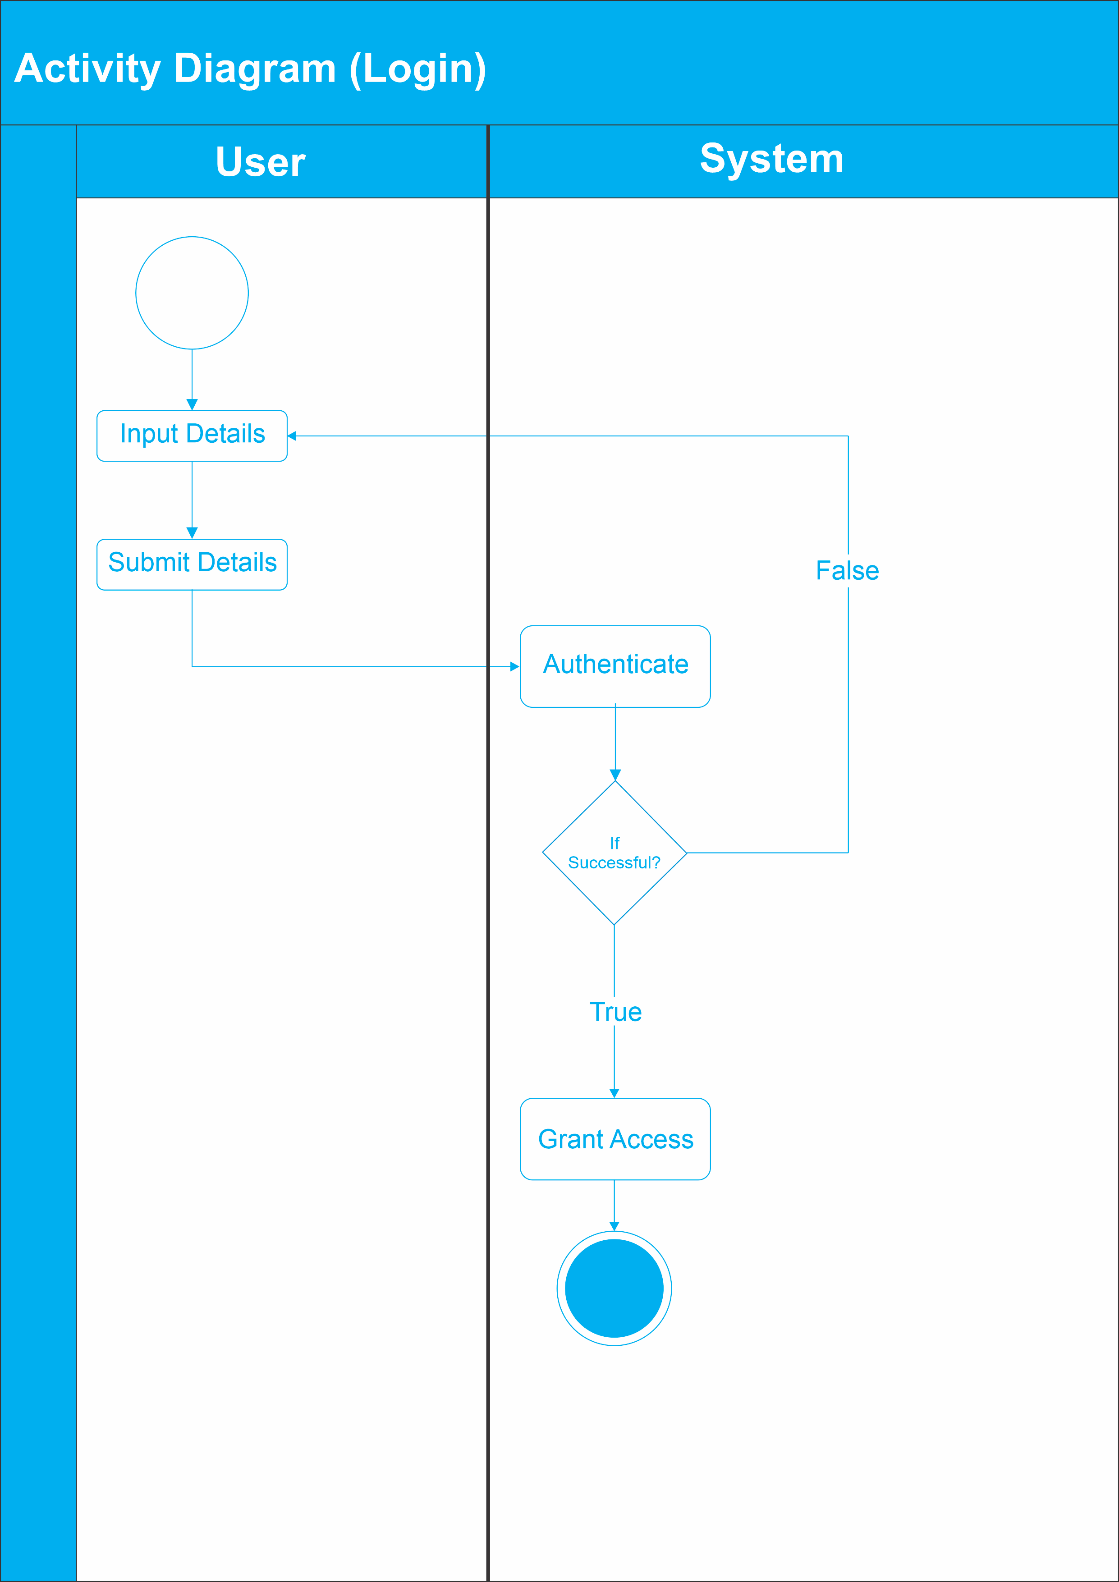 Activity Diagram (Login)
User
System
Input Details
Submit Details
False
Authenticate
If
Successful?
True
Grant Access